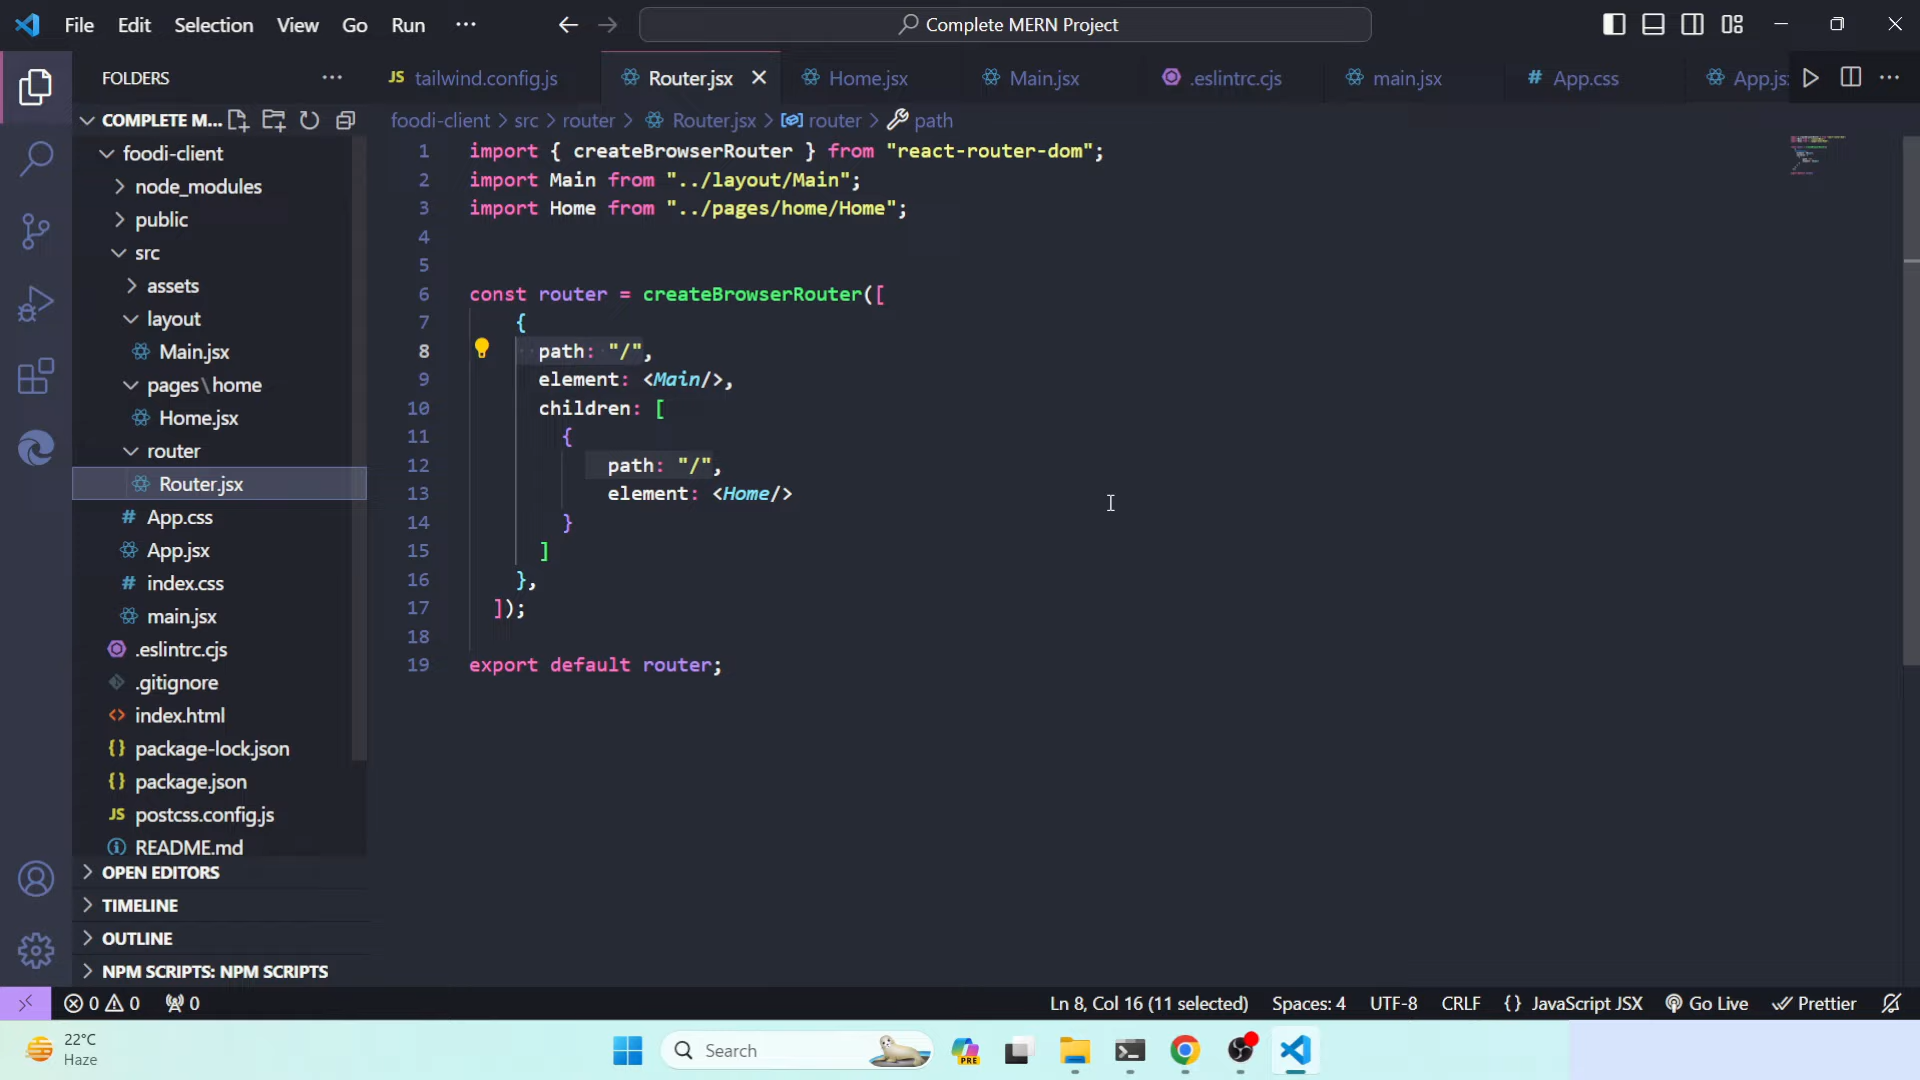 File Edit Selection View Go Run ··· Complete MERN Project
FOLDERS ···
JS tailwind.config.js Router.jsx Home.jsx Main.jsx .eslintrc.cjs main.jsx # App.css App.js
COMPLETE M...
foodi-client > src > router > Router.jsx > router > path
foodi-client
node_modules
public
src
assets
layout
Main.jsx
pages\home
Home.jsx
router
Router.jsx
# App.css
App.jsx
# index.css
main.jsx
.eslintrc.cjs
.gitignore
<> index.html
{} package-lock.json
{} package.json
JS postcss.config.js
README.md
OPEN EDITORS
TIMELINE
OUTLINE
NPM SCRIPTS: NPM SCRIPTS
1 import { createBrowserRouter } from "react-router-dom";
2 import Main from "../layout/Main";
3 import Home from "../pages/home/Home";
4
5
6 const router = createBrowserRouter([
7 {
8 path: "/",
9 element: <Main/>,
10 children: [
11 {
12 path: "/",
13 element: <Home/>
14 }
15 ]
16 },
17 ]);
18
19 export default router;
0 0 0 Ln 8, Col 16 (11 selected) Spaces: 4 UTF-8 CRLF {} JavaScript JSX Go Live Prettier
22°C
Haze
Search
PRE